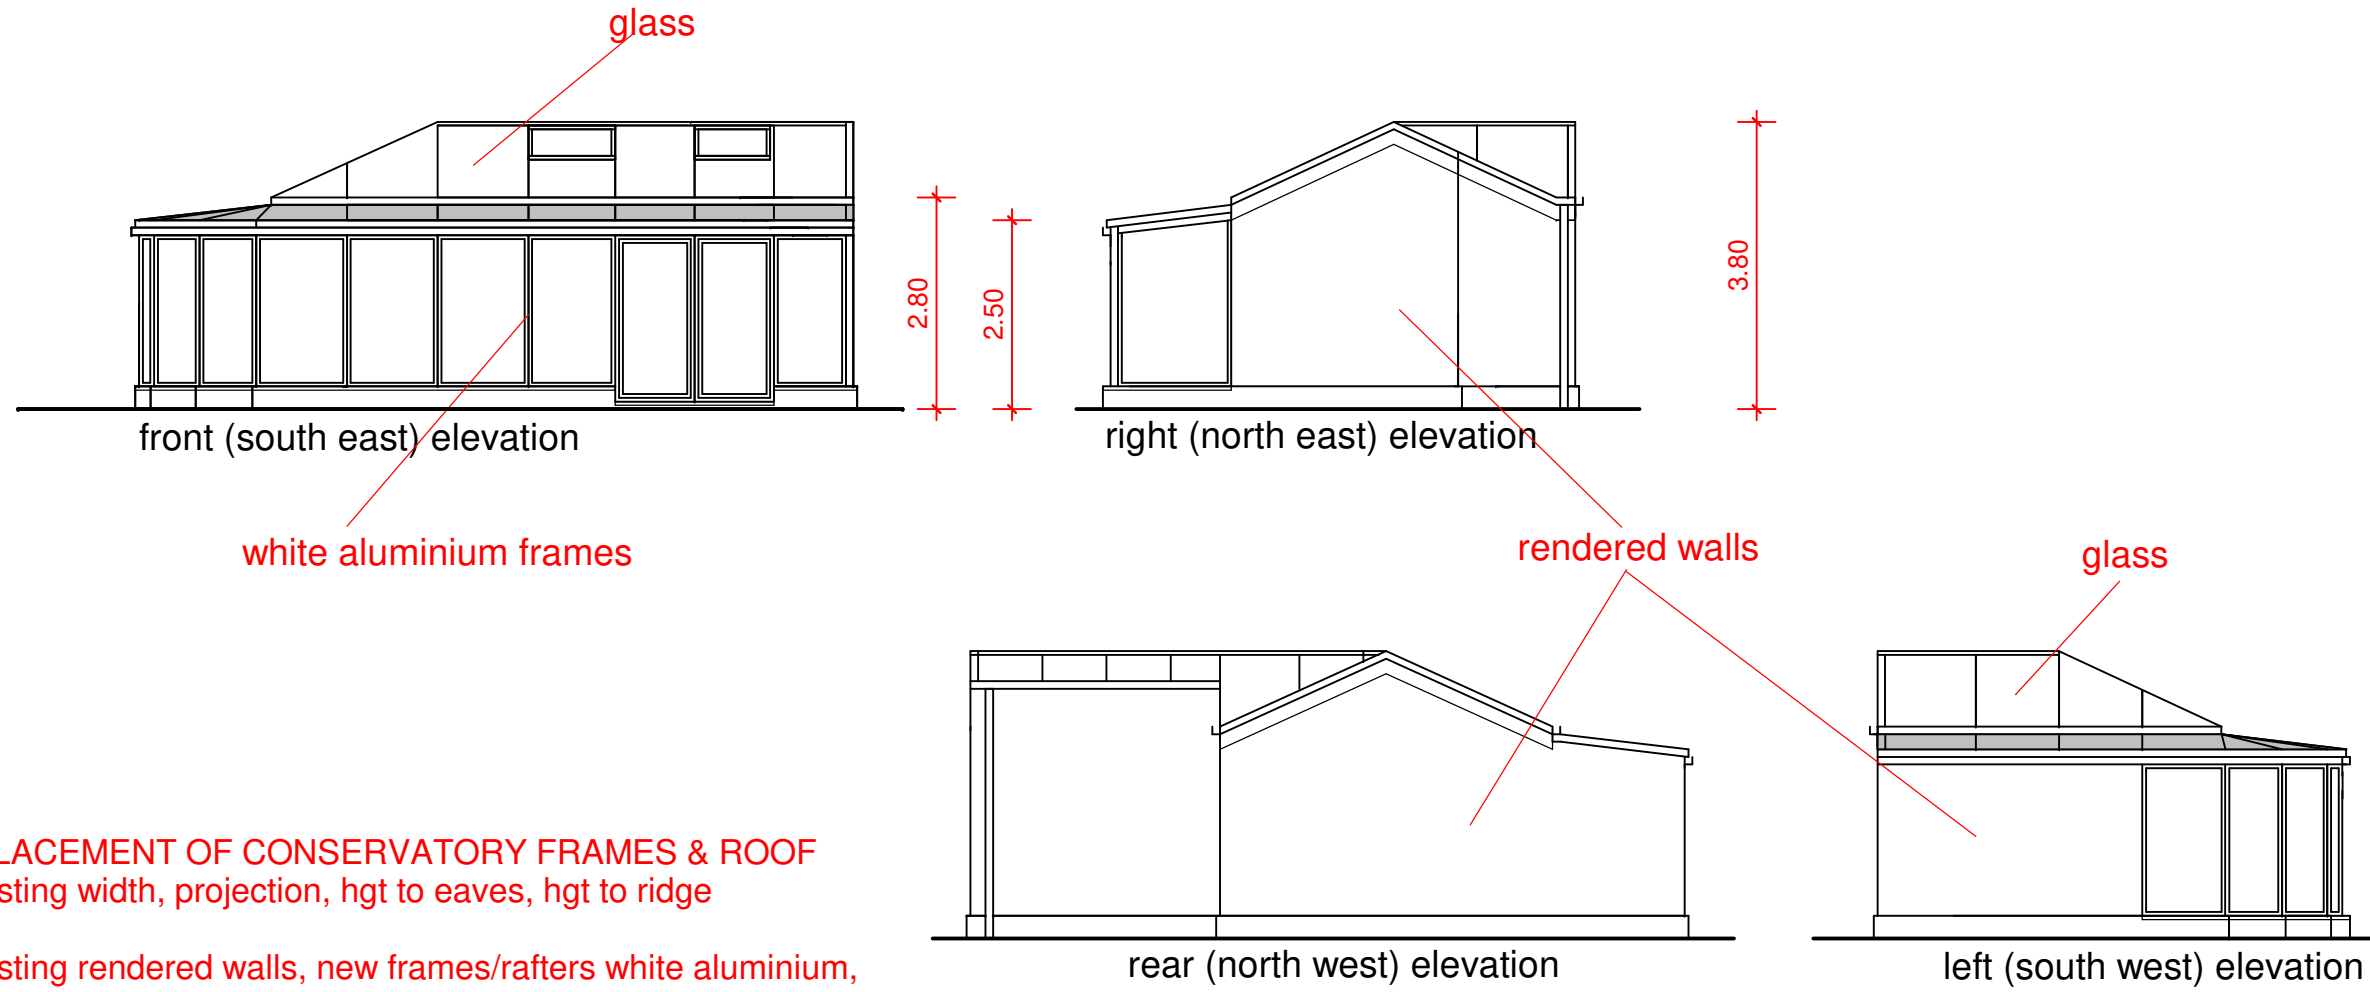 glass
2.80
2.50
3.80
front (south east) elevation
right (north east) elevation
white aluminium frames
rendered walls
glass
LACEMENT OF CONSERVATORY FRAMES & ROOF
sting width, projection, hgt to eaves, hgt to ridge
sting rendered walls, new frames/rafters white aluminium,
rear (north west) elevation
left (south west) elevation